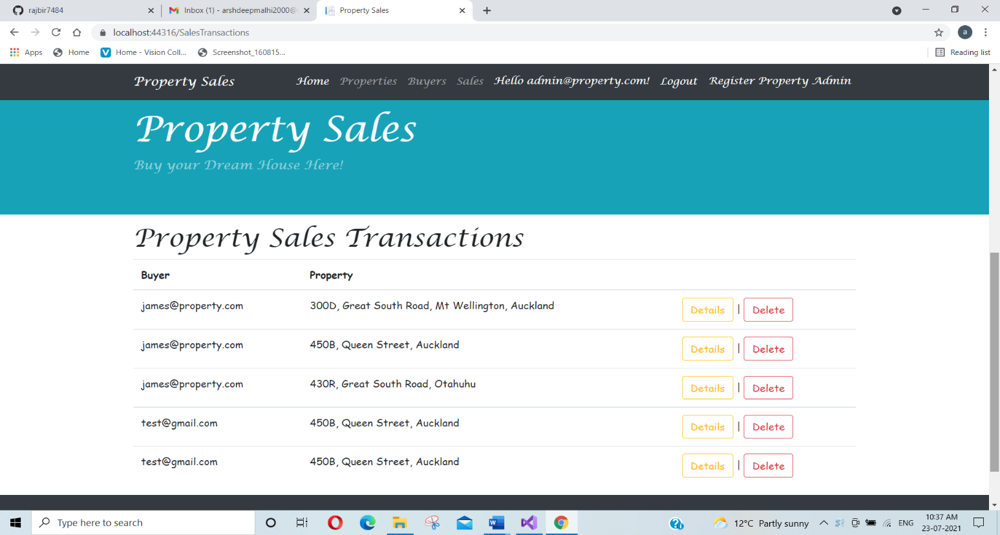 rajbir7484
Inbox (1) - arshdeepmalhi2000@
Property Sales
localhost:44316/SalesTransactions
a
Apps
Home
Home - Vision Coll...
Screenshot_160815...
Reading list
Property Sales
Home
Properties
Buyers
Sales
Hello admin@property.com!
Logout
Register Property Admin
Property Sales
Buy your Dream House Here!
Property Sales Transactions
Buyer Property
james@property.com 300D, Great South Road, Mt Wellington, Auckland Details | Delete
james@property.com 450B, Queen Street, Auckland Details | Delete
james@property.com 430R, Great South Road, Otahuhu Details | Delete
test@gmail.com 450B, Queen Street, Auckland Details | Delete
test@gmail.com 450B, Queen Street, Auckland Details | Delete
Type here to search
12°C Partly sunny
ENG
10:37 AM
23-07-2021